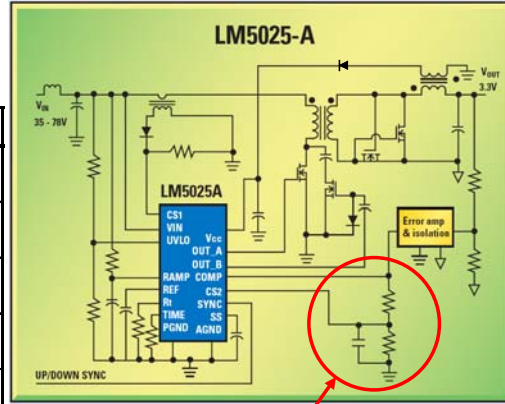 LM5025-A
VOUT
3.3V
VIN
35 - 78V
LM5025A
CS1
VIN
UVLO
Vcc
OUT_A
OUT_B
RAMP
COMP
REF
CS2
Rt
SYNC
TIME
SS
PGND
AGND
Error amp
& isolation
UP/DOWN SYNC